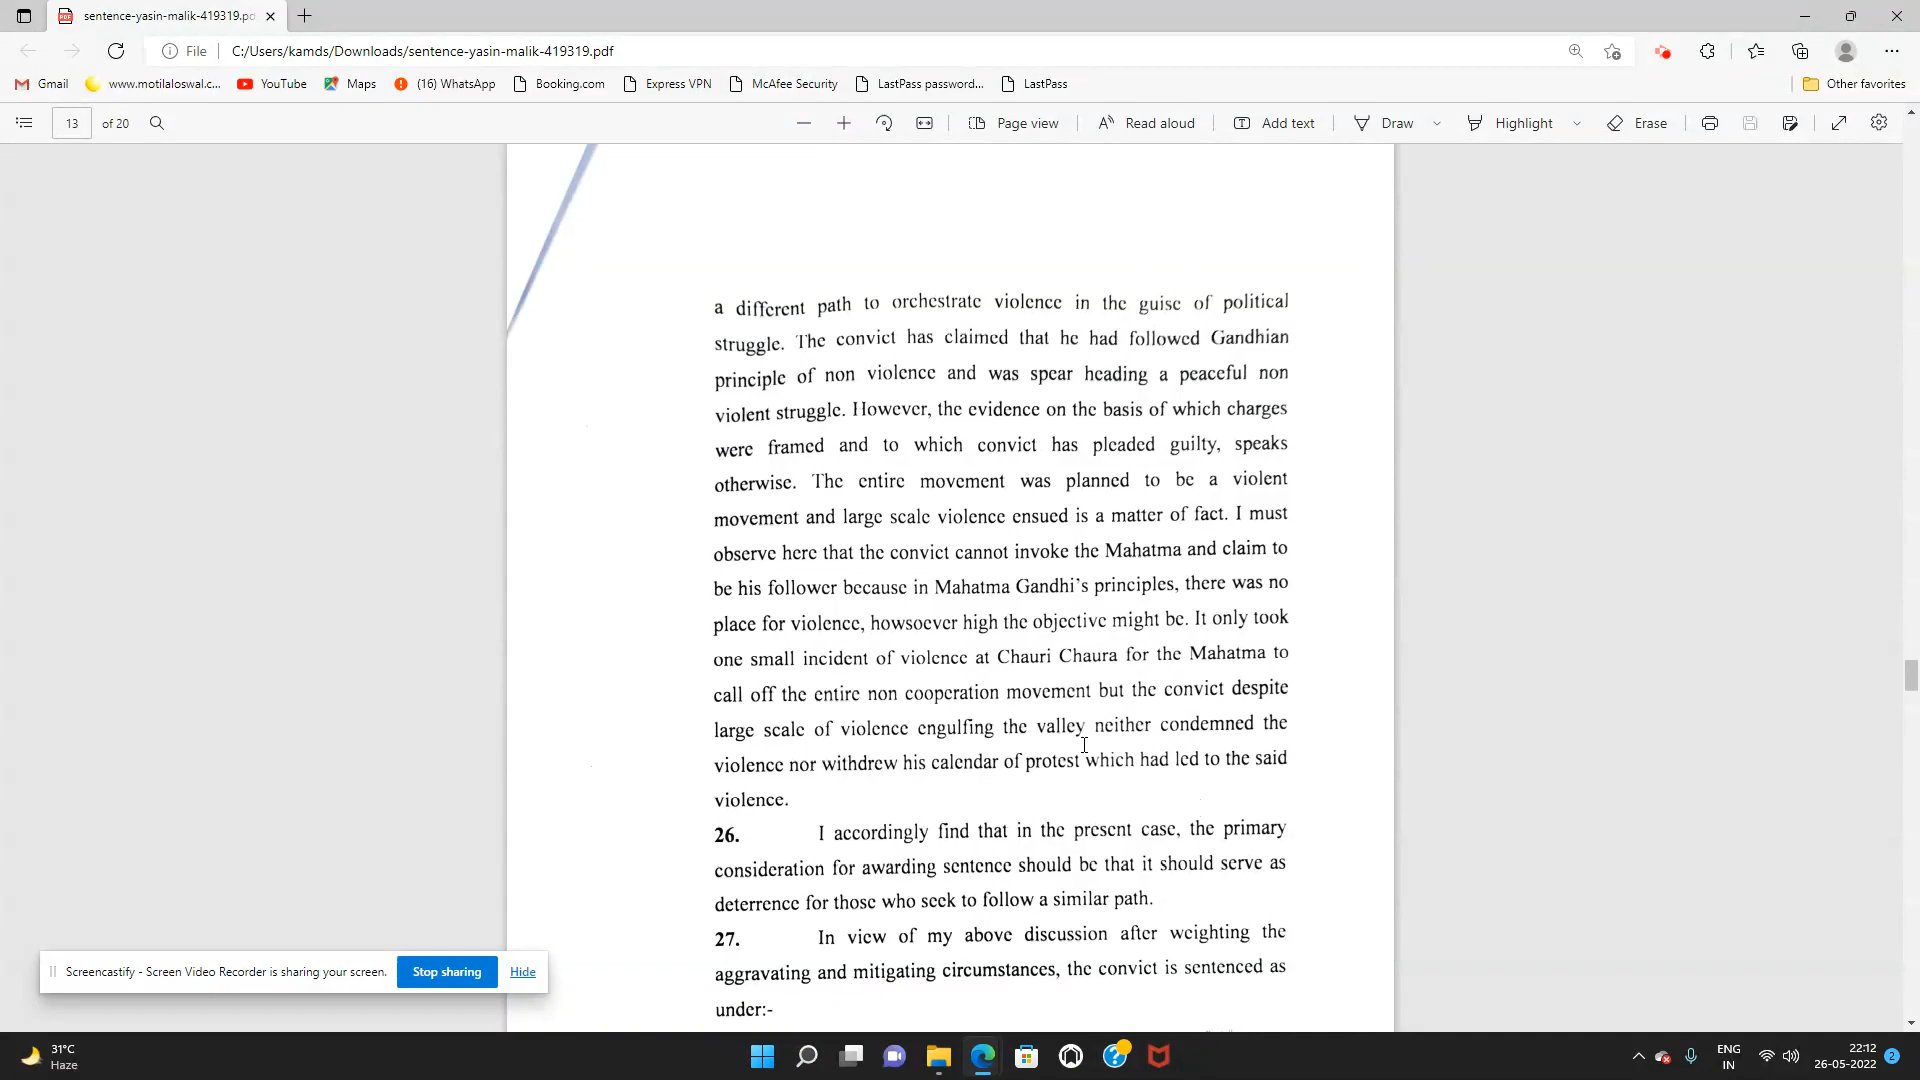 sentence-yasin-malik-419319.pd
File
C:/Users/kamds/Downloads/sentence-yasin-malik-419319.pdf
Gmail
www.motilaloswal.c...
YouTube
Maps
(16) WhatsApp
Booking.com
Express VPN
McAfee Security
LastPass password...
LastPass
Other favorites
13 of 20
Page view
Read aloud
Add text
Draw
Highlight
Erase
a different path to orchestrate violence in the guise of political
struggle. The convict has claimed that he had followed Gandhian
principle of non violence and was spear heading a peaceful non
violent struggle. However, the evidence on the basis of which charges
were framed and to which convict has pleaded guilty, speaks
otherwise. The entire movement was planned to be a violent
movement and large scale violence ensued is a matter of fact. I must
observe here that the convict cannot invoke the Mahatma and claim to
be his follower because in Mahatma Gandhi's principles, there was no
place for violence, howsoever high the objective might be. It only took
one small incident of violence at Chauri Chaura for the Mahatma to
call off the entire non cooperation movement but the convict despite
large scale of violence engulfing the valley neither condemned the
violence nor withdrew his calendar of protest which had led to the said
violence.
26. I accordingly find that in the present case, the primary
consideration for awarding sentence should be that it should serve as
deterrence for those who seek to follow a similar path.
27. In view of my above discussion after weighting the
aggravating and mitigating circumstances, the convict is sentenced as
under:-
Screencastify - Screen Video Recorder is sharing your screen.
Stop sharing
Hide
31°C
Haze
ENG
IN
22:12
26-05-2022
2